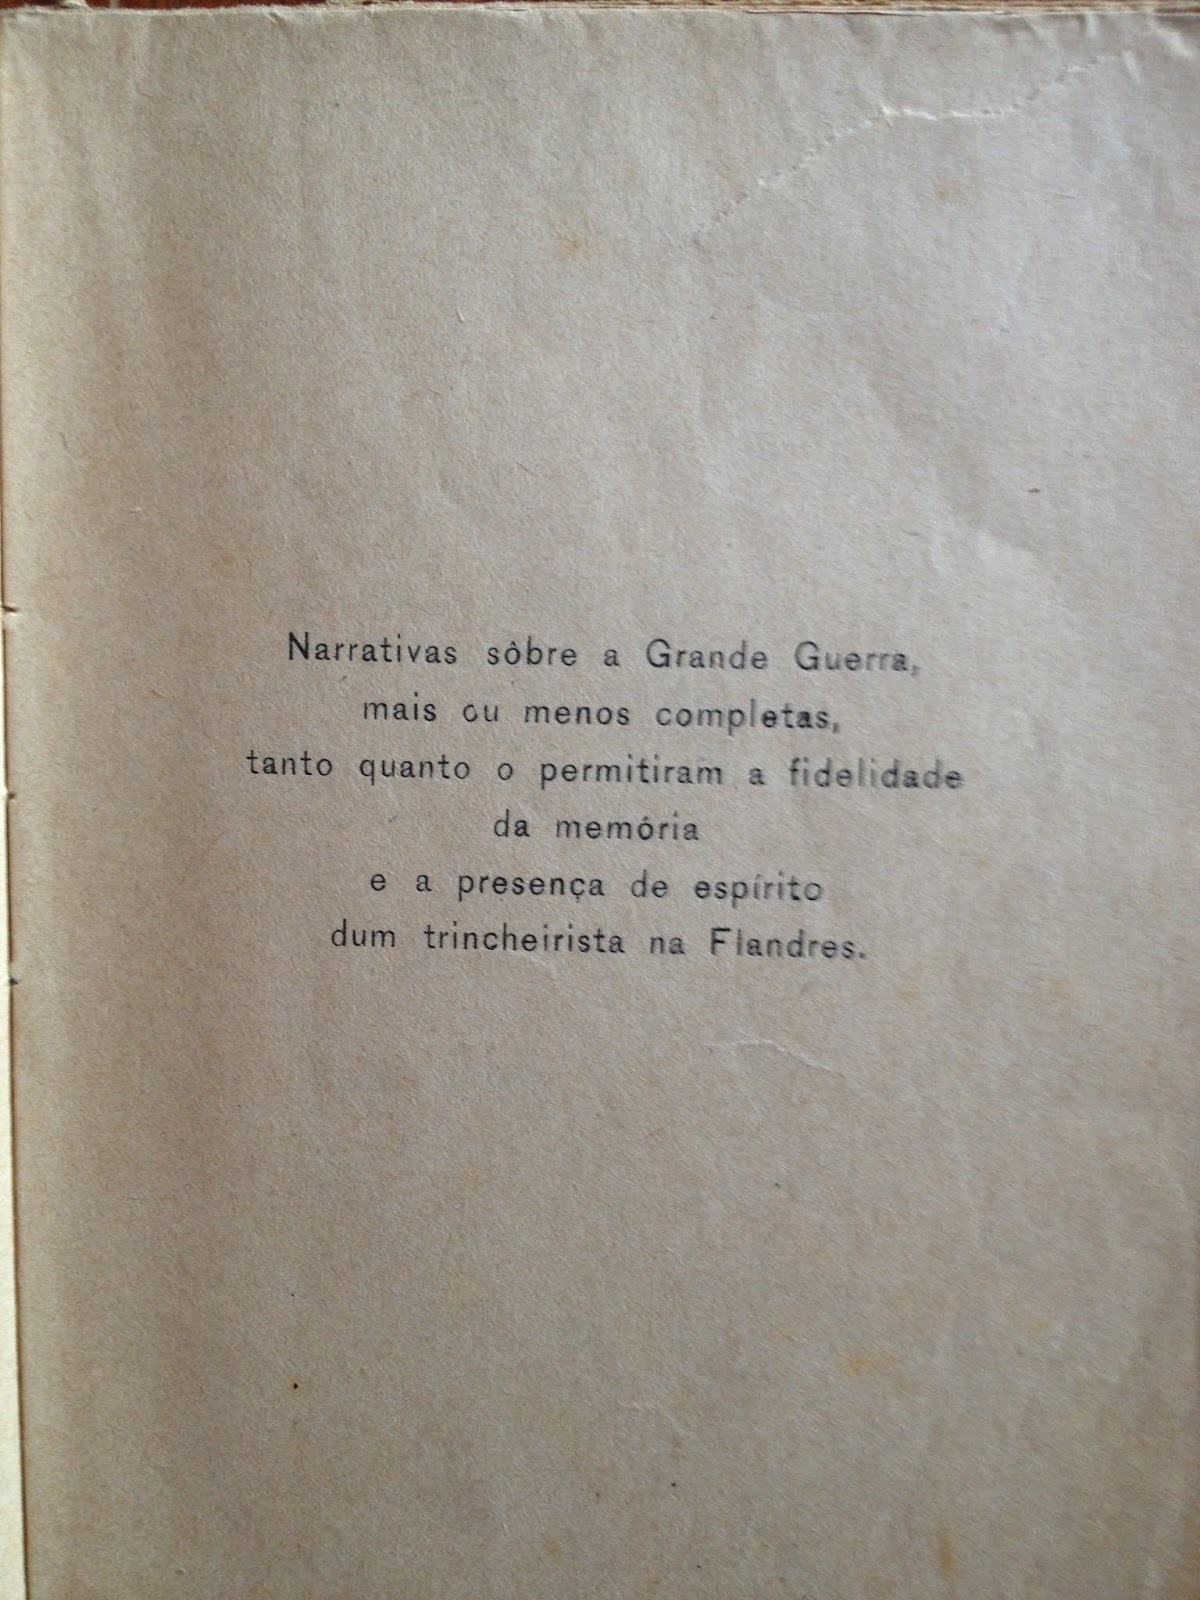 Narrativas sôbre a Grande Guerra,
mais ou menos completas,
tanto quanto o permitiram a fidelidade
da memória
e a presença de espírito
dum trincheirista na Flandres.